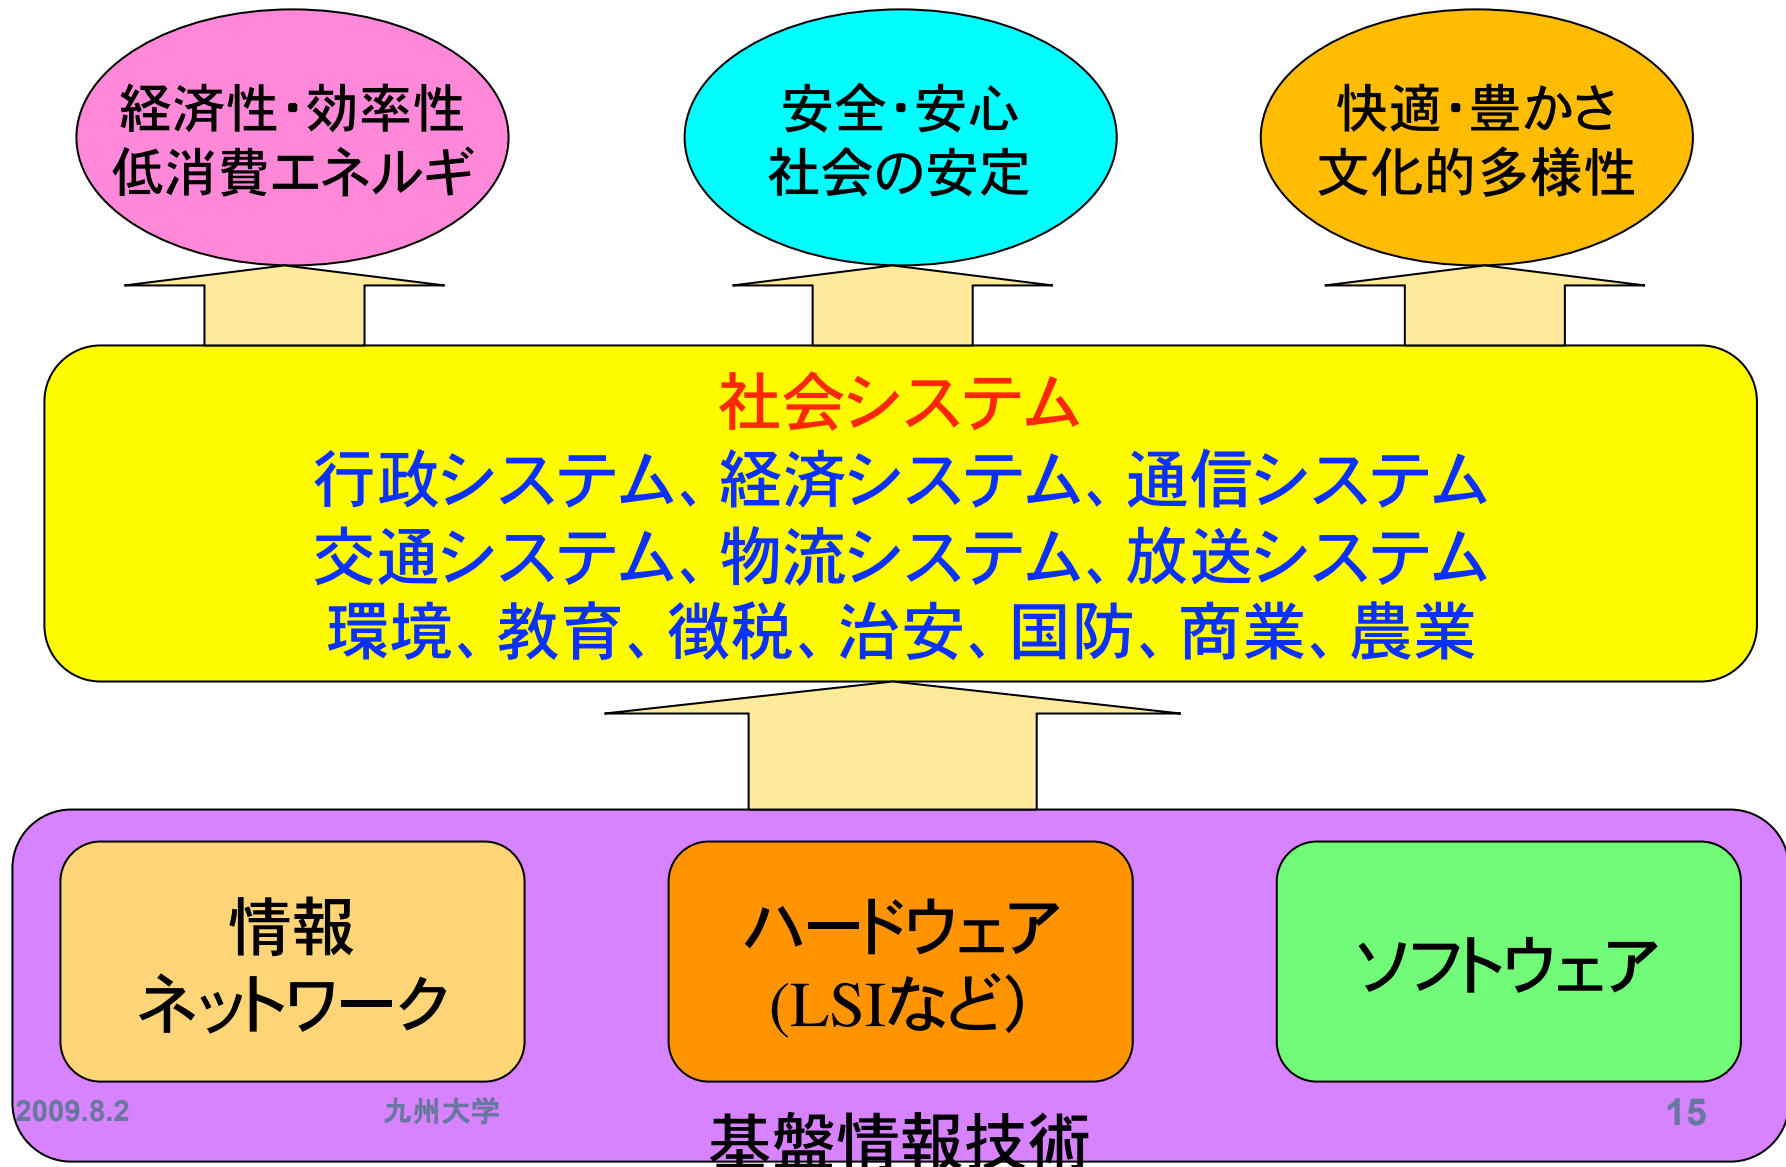 経済性・効率性
低消費エネルギ
安全・安心
社会の安定
快適・豊かさ
文化的多様性
社会システム
行政システム、経済システム、通信システム
交通システム、物流システム、放送システム
環境、教育、徴税、治安、国防、商業、農業
情報
ネットワーク
ハードウェア
(LSIなど）
ソフトウェア
2009.8.2
九州大学
15
基盤情報技術